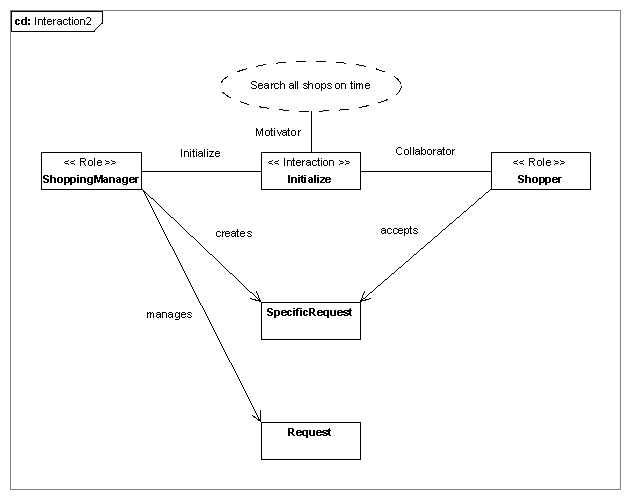 cd: Interaction2
Search all shops on time
Motivator
Initialize
Collaborator
<< Role >>
ShoppingManager
<< Interaction >>
Initialize
<< Role >>
Shopper
creates
accepts
SpecificRequest
manages
Request